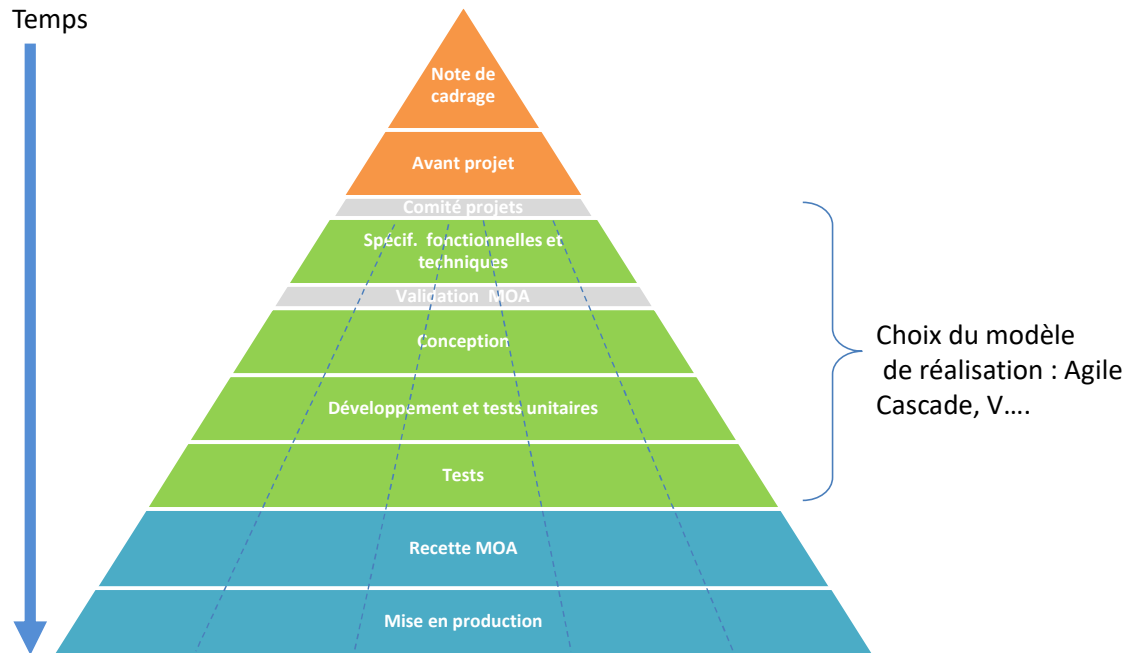 Temps
Note de
cadrage
Avant projet
Comité projets
Spécif. fonctionnelles et
techniques
Validation MOA
Conception
Développement et tests unitaires
Tests
Recette MOA
Mise en production
Choix du modèle
de réalisation : Agile
Cascade, V....